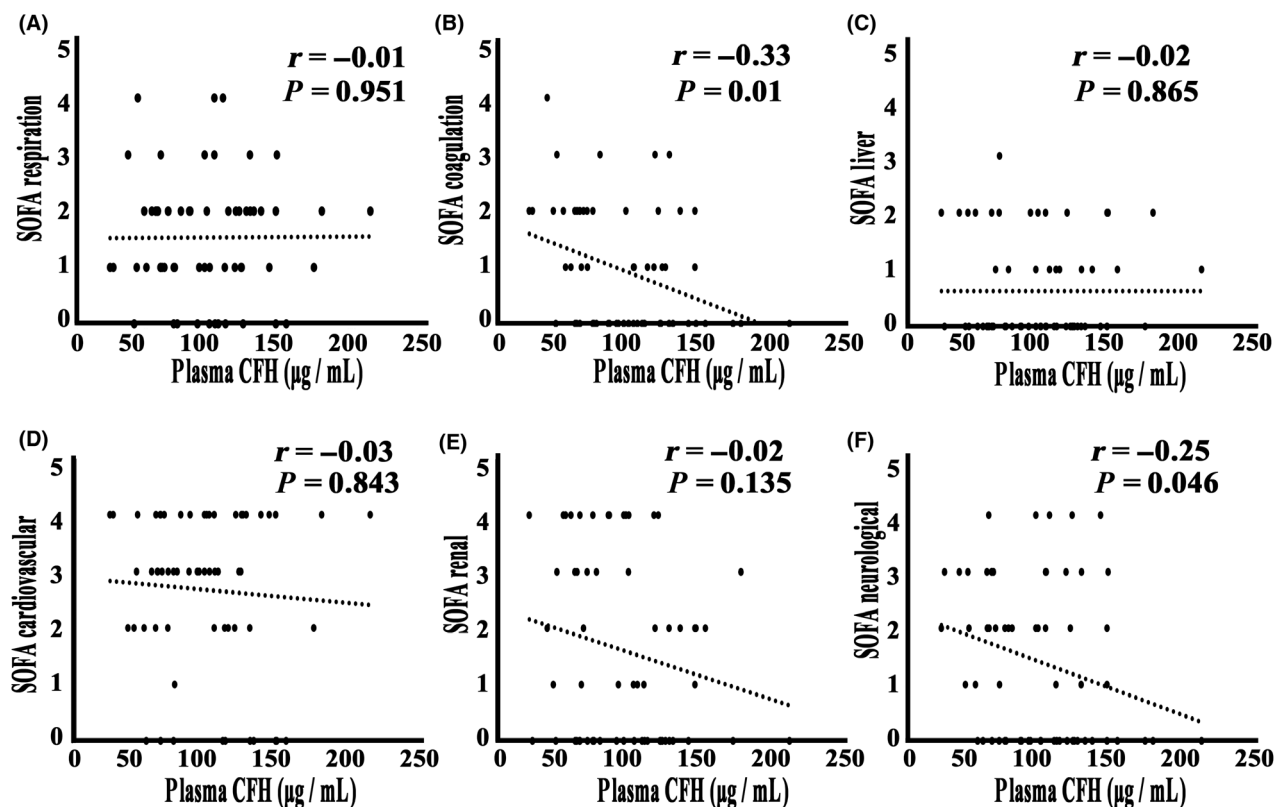 (A)
r = –0.01
P = 0.951
SOFA respiration
5
4
3
2
1
0
50 100 150 200 250
Plasma CFH (µg / mL)
(B)
r = –0.33
P = 0.01
SOFA coagulation
5
4
3
2
1
0
50 100 150 200 250
Plasma CFH (µg / mL)
(C)
r = –0.02
P = 0.865
SOFA liver
5
4
3
2
1
0
0 50 100 150 200 250
Plasma CFH (µg / mL)
(D)
r = –0.03
P = 0.843
SOFA cardiovascular
5
4
3
2
1
0
50 100 150 200 250
Plasma CFH (µg / mL)
(E)
r = –0.02
P = 0.135
SOFA renal
5
4
3
2
1
0
50 100 150 200 250
Plasma CFH (µg / mL)
(F)
r = –0.25
P = 0.046
SOFA neurological
5
4
3
2
1
0
0 50 100 150 200 250
Plasma CFH (µg / mL)